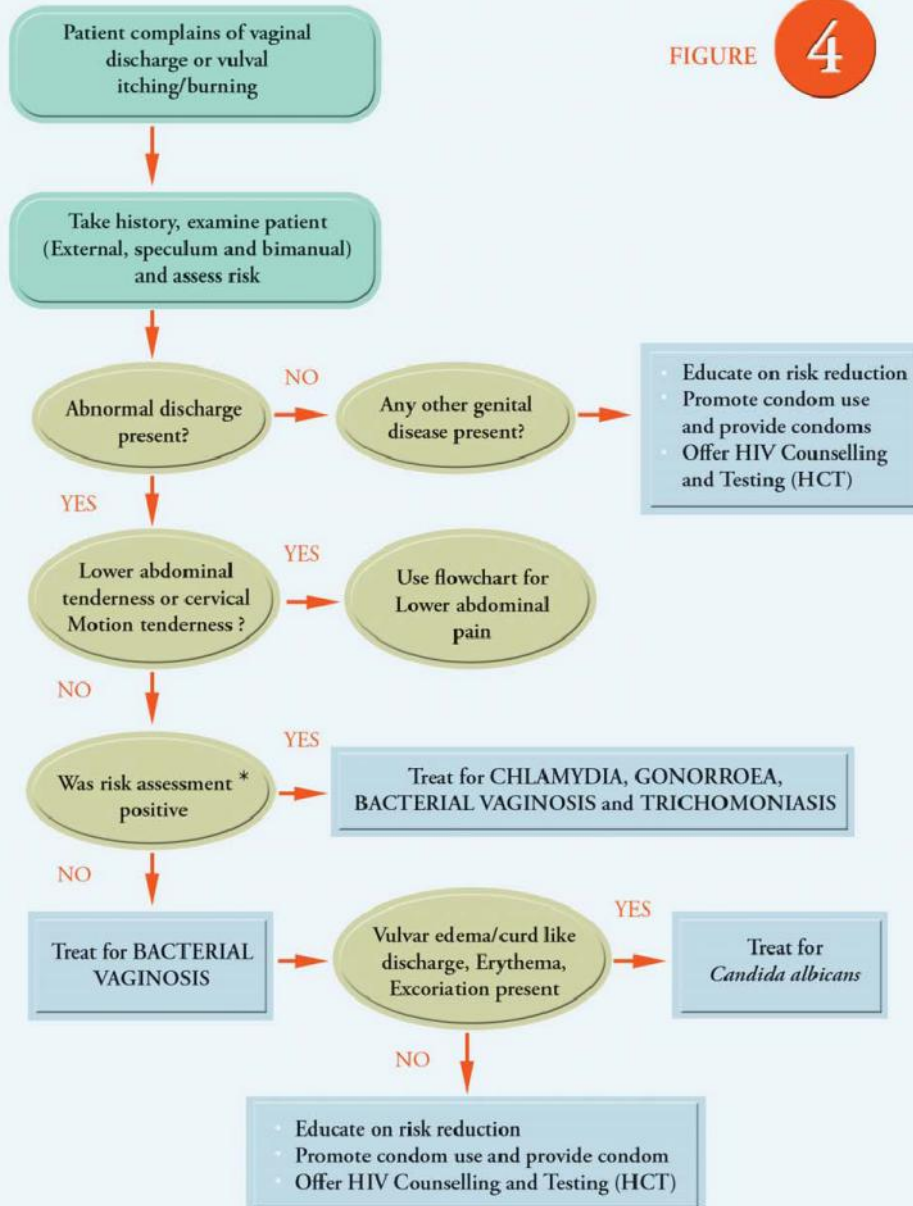 FIGURE 4
Patient complains of vaginal
discharge or vulval
itching/burning
Take history, examine patient
(External, speculum and bimanual)
and assess risk
Abnormal discharge
present?
NO
Any other genital
disease present?
Educate on risk reduction
Promote condom use
and provide condoms
Offer HIV Counselling
and Testing (HCT)
YES
Lower abdominal
tenderness or cervical
Motion tenderness ?
YES
Use flowchart for
Lower abdominal
pain
NO
Was risk assessment *
positive
YES
Treat for CHLAMYDIA, GONORROEA,
BACTERIAL VAGINOSIS and TRICHOMONIASIS
NO
Treat for BACTERIAL
VAGINOSIS
Vulvar edema/curd like
discharge, Erythema,
Excoriation present
YES
Treat for
Candida albicans
NO
Educate on risk reduction
Promote condom use and provide condom
Offer HIV Counselling and Testing (HCT)